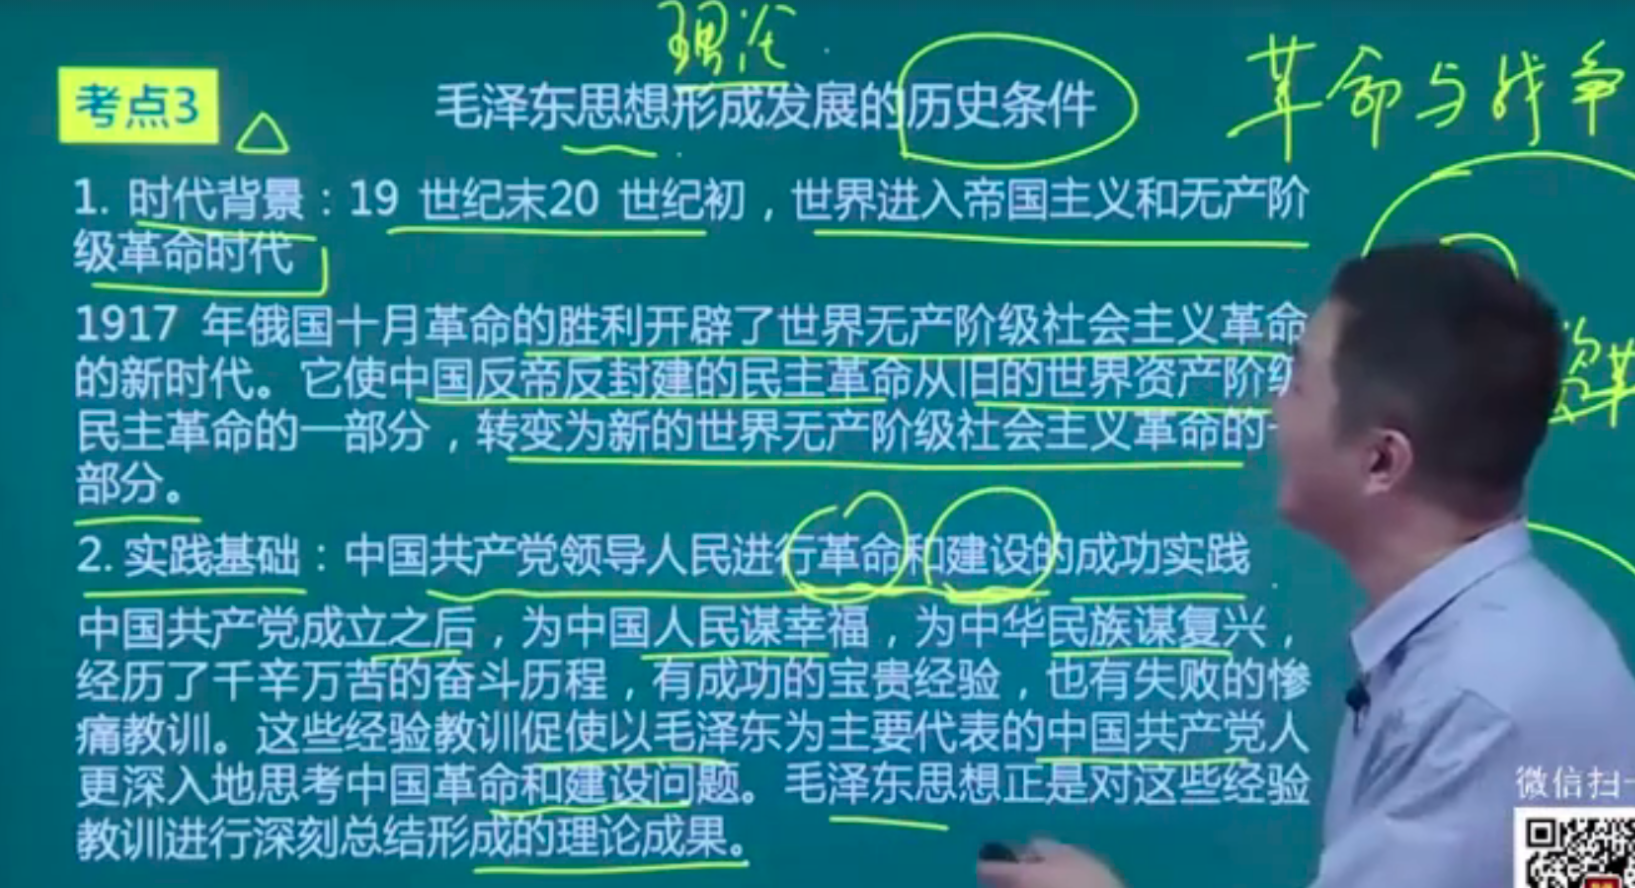 理论
革命与战争
考点3
毛泽东思想形成发展的历史条件
1. 时代背景：19 世纪末20 世纪初，世界进入帝国主义和无产阶
级革命时代
1917 年俄国十月革命的胜利开辟了世界无产阶级社会主义革命
的新时代。它使中国反帝反封建的民主革命从旧的世界资产阶级
民主革命的一部分，转变为新的世界无产阶级社会主义革命的一
部分。
2. 实践基础：中国共产党领导人民进行革命和建设的成功实践
中国共产党成立之后，为中国人民谋幸福，为中华民族谋复兴，
经历了千辛万苦的奋斗历程，有成功的宝贵经验，也有失败的惨
痛教训。这些经验教训促使以毛泽东为主要代表的中国共产党人
更深入地思考中国革命和建设问题。毛泽东思想正是对这些经验
教训进行深刻总结形成的理论成果。
微信扫一